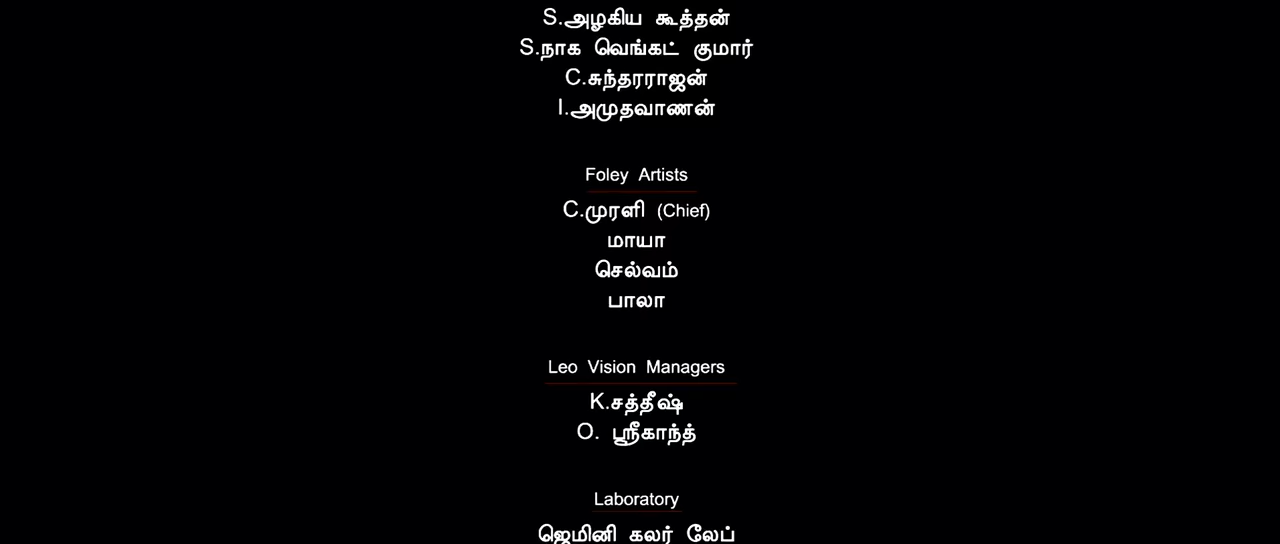 S.அழகிய கூத்தன்
S.நாக வெங்கட் குமார்
C.சுந்தரராஜன்
I.அமுதவாணன்
Foley Artists
C.முரளி (Chief)
மாயா
செல்வம்
பாலா
Leo Vision Managers
K.சத்தீஷ்
O. ஸ்ரீகாந்த்
Laboratory
ஜெமினி கலர் லேப்